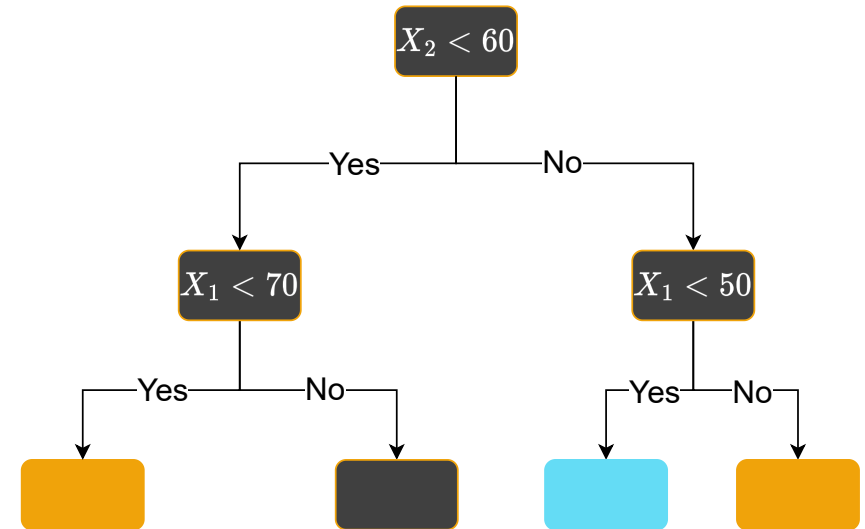 X₂ < 60
Yes
No
X₁ < 70
X₁ < 50
Yes
No
Yes
No